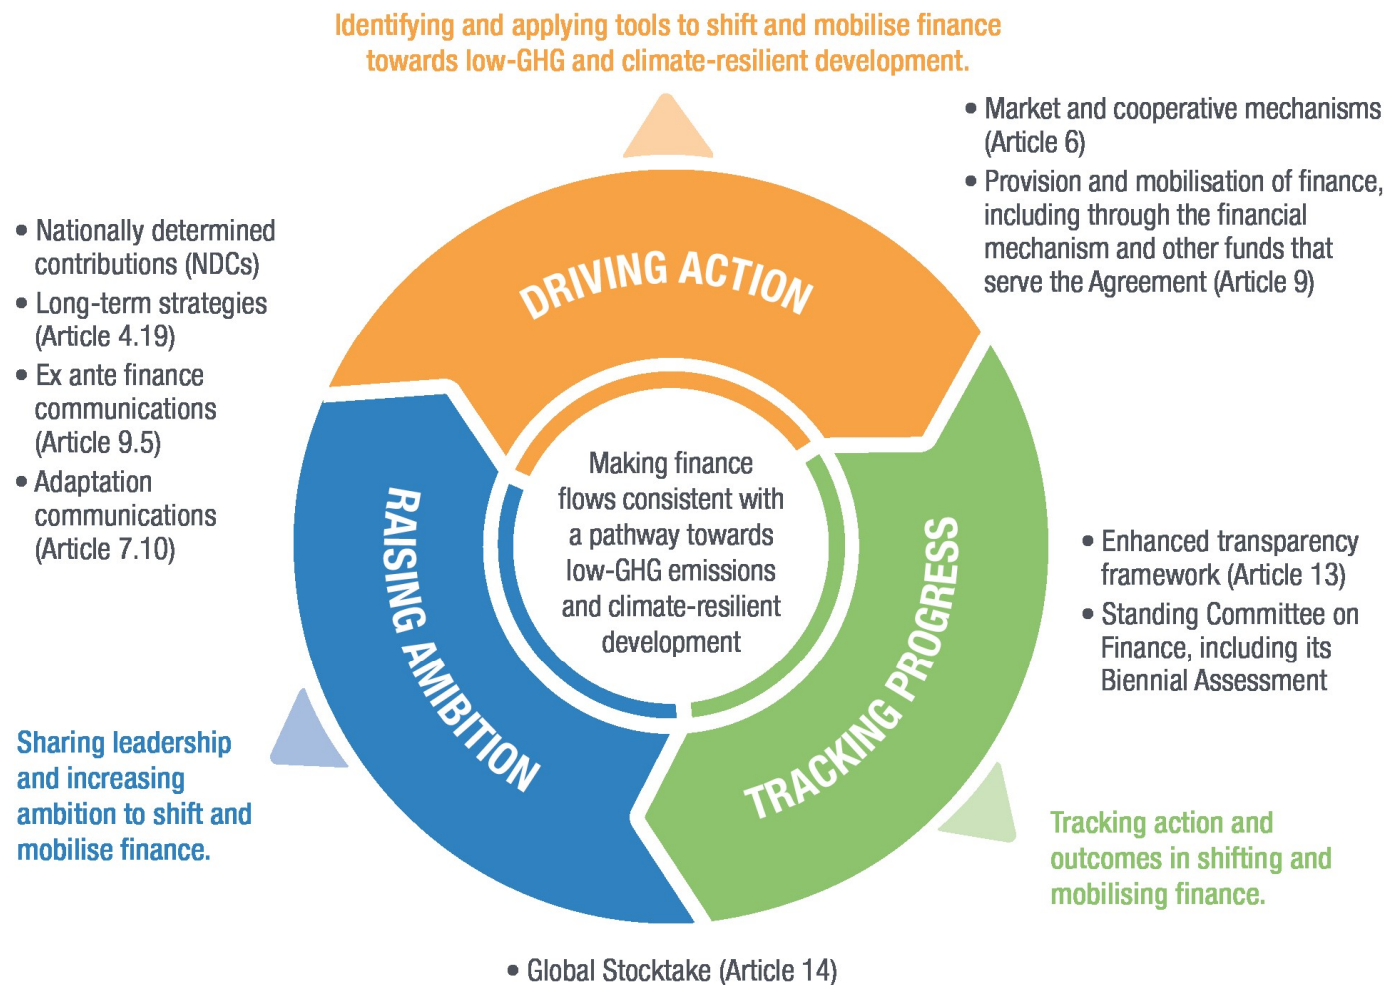 Identifying and applying tools to shift and mobilise finance
towards low-GHG and climate-resilient development.
• Market and cooperative mechanisms
(Article 6)
• Provision and mobilisation of finance,
including through the financial
mechanism and other funds that
serve the Agreement (Article 9)
• Nationally determined
contributions (NDCs)
• Long-term strategies
(Article 4.19)
• Ex ante finance
communications
(Article 9.5)
• Adaptation
communications
(Article 7.10)
DRIVING ACTION
Making finance
flows consistent with
a pathway towards
low-GHG emissions
and climate-resilient
development
RAISING AMIBITION
TRACKING PROGRESS
• Enhanced transparency
framework (Article 13)
• Standing Committee on
Finance, including its
Biennial Assessment
Sharing leadership
and increasing
ambition to shift and
mobilise finance.
Tracking action and
outcomes in shifting and
mobilising finance.
• Global Stocktake (Article 14)